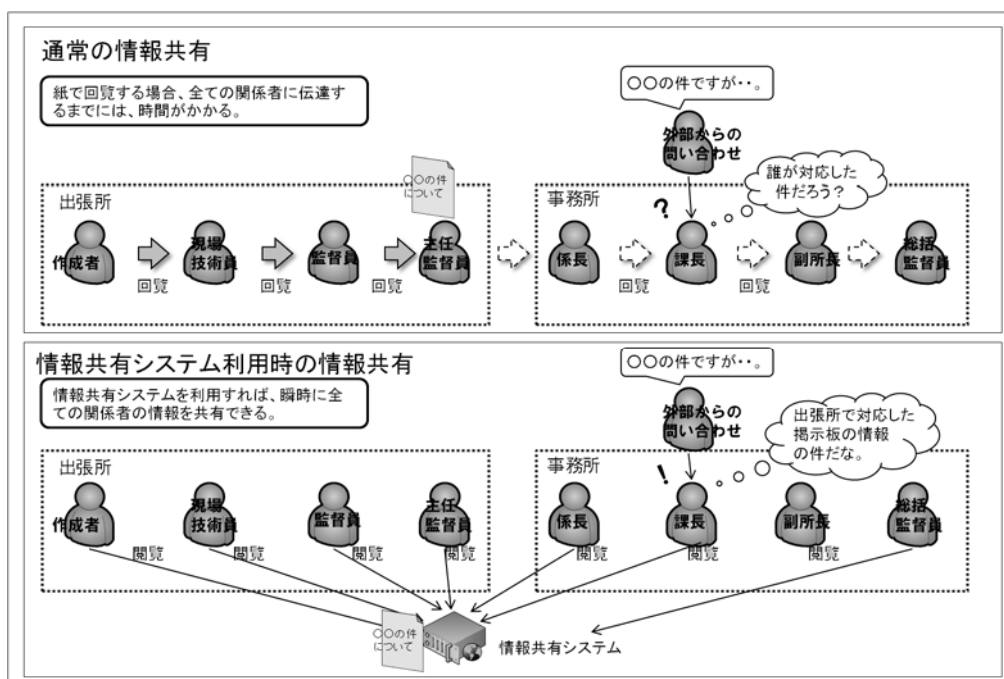 通常の情報共有
紙で回覧する場合、全ての関係者に伝達す
るまでには、時間がかかる。
〇〇の件ですが・・。
外部からの
問い合わせ
誰が対応した
件だろう？
？
〇〇の件
について
出張所
作成者
現場
技術員
監督員
主任
監督員
回覧
回覧
回覧
事務所
係長
課長
副所長
総括
監督員
回覧
回覧
情報共有システム利用時の情報共有
情報共有システムを利用すれば、瞬時に全
ての関係者の情報を共有できる。
〇〇の件ですが・・。
外部からの
問い合わせ
出張所で対応した
掲示板の情報
の件だな。
！
出張所
作成者
現場
技術員
監督員
主任
監督員
閲覧
閲覧
閲覧
閲覧
事務所
係長
課長
副所長
総括
監督員
閲覧
閲覧
閲覧
〇〇の件
について
情報共有システム